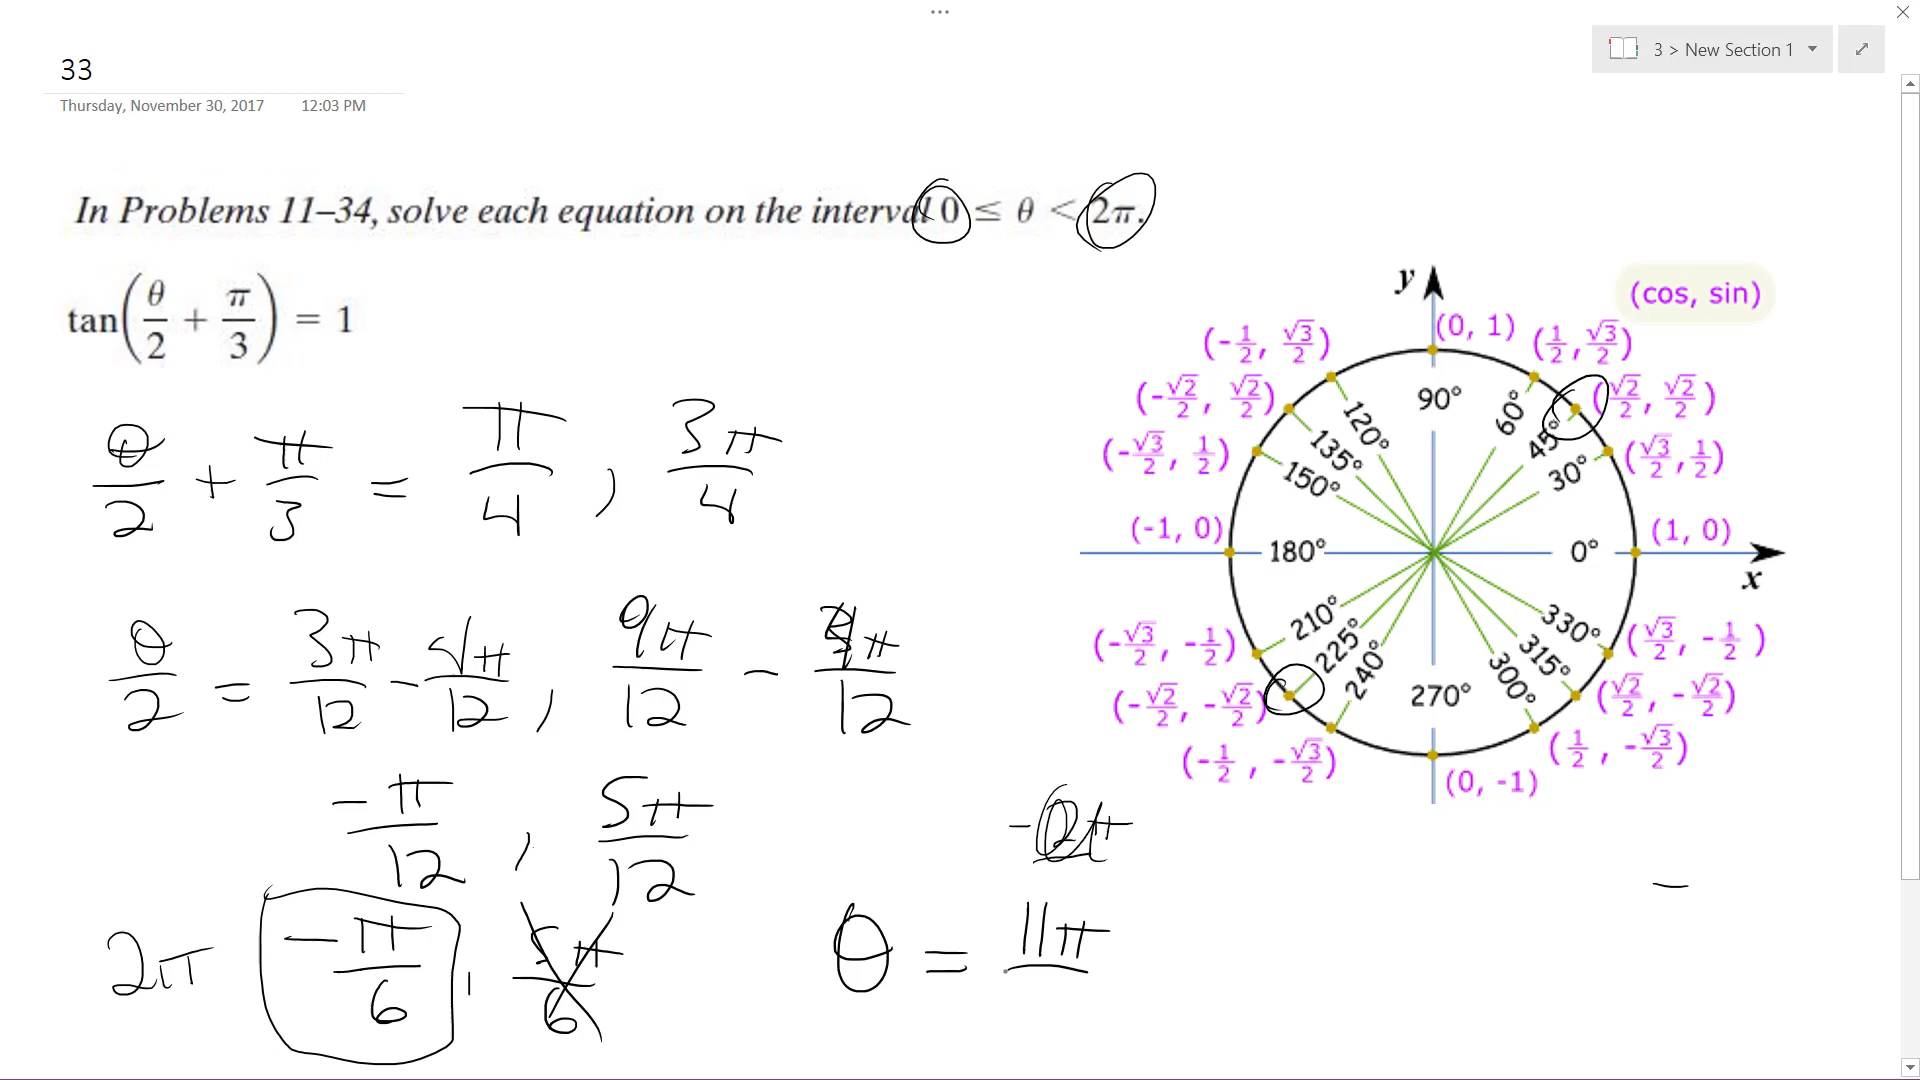 3 > New Section 1
33
Thursday, November 30, 2017 12:03 PM
In Problems 11–34, solve each equation on the interval 0 ≤ θ < 2π.
tan(θ/2 + π/3) = 1
θ/2 + π/3 = π/4 , 3π/4
θ/2 = 3π/12 - 4π/12 , 9π/12 - 4π/12
-π/12 , 5π/12
2π -π/6 , 5π/6
θ = 11π
y
(cos, sin)
(0, 1)
(-1/2, √3/2) (1/2, √3/2)
(-√2/2, √2/2) (√2/2, √2/2)
(-√3/2, 1/2) (√3/2, 1/2)
120° 90° 60°
135° 45°
150° 30°
(-1, 0) 180° 0° (1, 0)
x
210° 330°
225° 315°
240° 270° 300°
(-√3/2, -1/2) (√3/2, -1/2)
(-√2/2, -√2/2) (√2/2, -√2/2)
(-1/2, -√3/2) (1/2, -√3/2)
(0, -1)